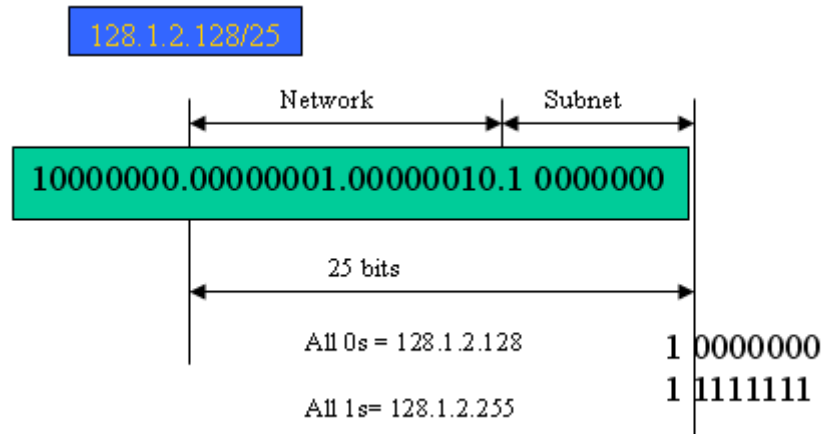 128.1.2.128/25
Network Subnet
10000000.00000001.00000010.1 0000000
25 bits
All 0s = 128.1.2.128 1 0000000
All 1s= 128.1.2.255 1 1111111